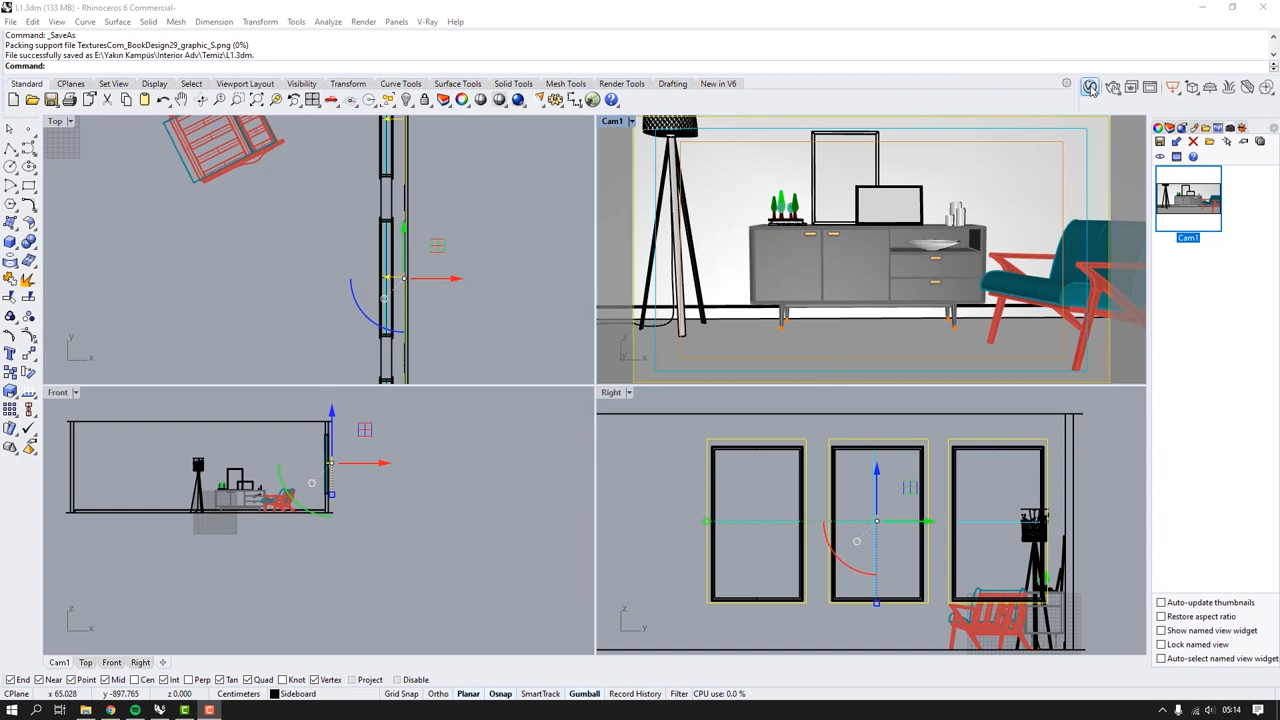 L1.3dm (133 MB) - Rhinoceros 6 Commercial-
File Edit View Curve Surface Solid Mesh Dimension Transform Tools Analyze Render Panels V-Ray Help
Command: _SaveAs
Packing support file TexturesCom_BookDesign29_graphic_S.png (0%)
File successfully saved as E:\Yakın Kampüs\Interior Adv\Temiz\L1.3dm.
Command:
Standard CPlanes Set View Display Select Viewport Layout Visibility Transform Curve Tools Surface Tools Solid Tools Mesh Tools Render Tools Drafting New in V6
Top
Cam1
y
x
z
y x
Cam1
Front
Right
z
x
z
y
Auto-update thumbnails
Restore aspect ratio
Show named view widget
Lock named view
Auto-select named view widget
Cam1 Top Front Right
End Near Point Mid Cen Int Perp Tan Quad Knot Vertex Project Disable
CPlane x 65.028 y -897.765 z 0.000 Centimeters Sideboard Grid Snap Ortho Planar Osnap SmartTrack Gumball Record History Filter CPU use: 0.0 %
05:14